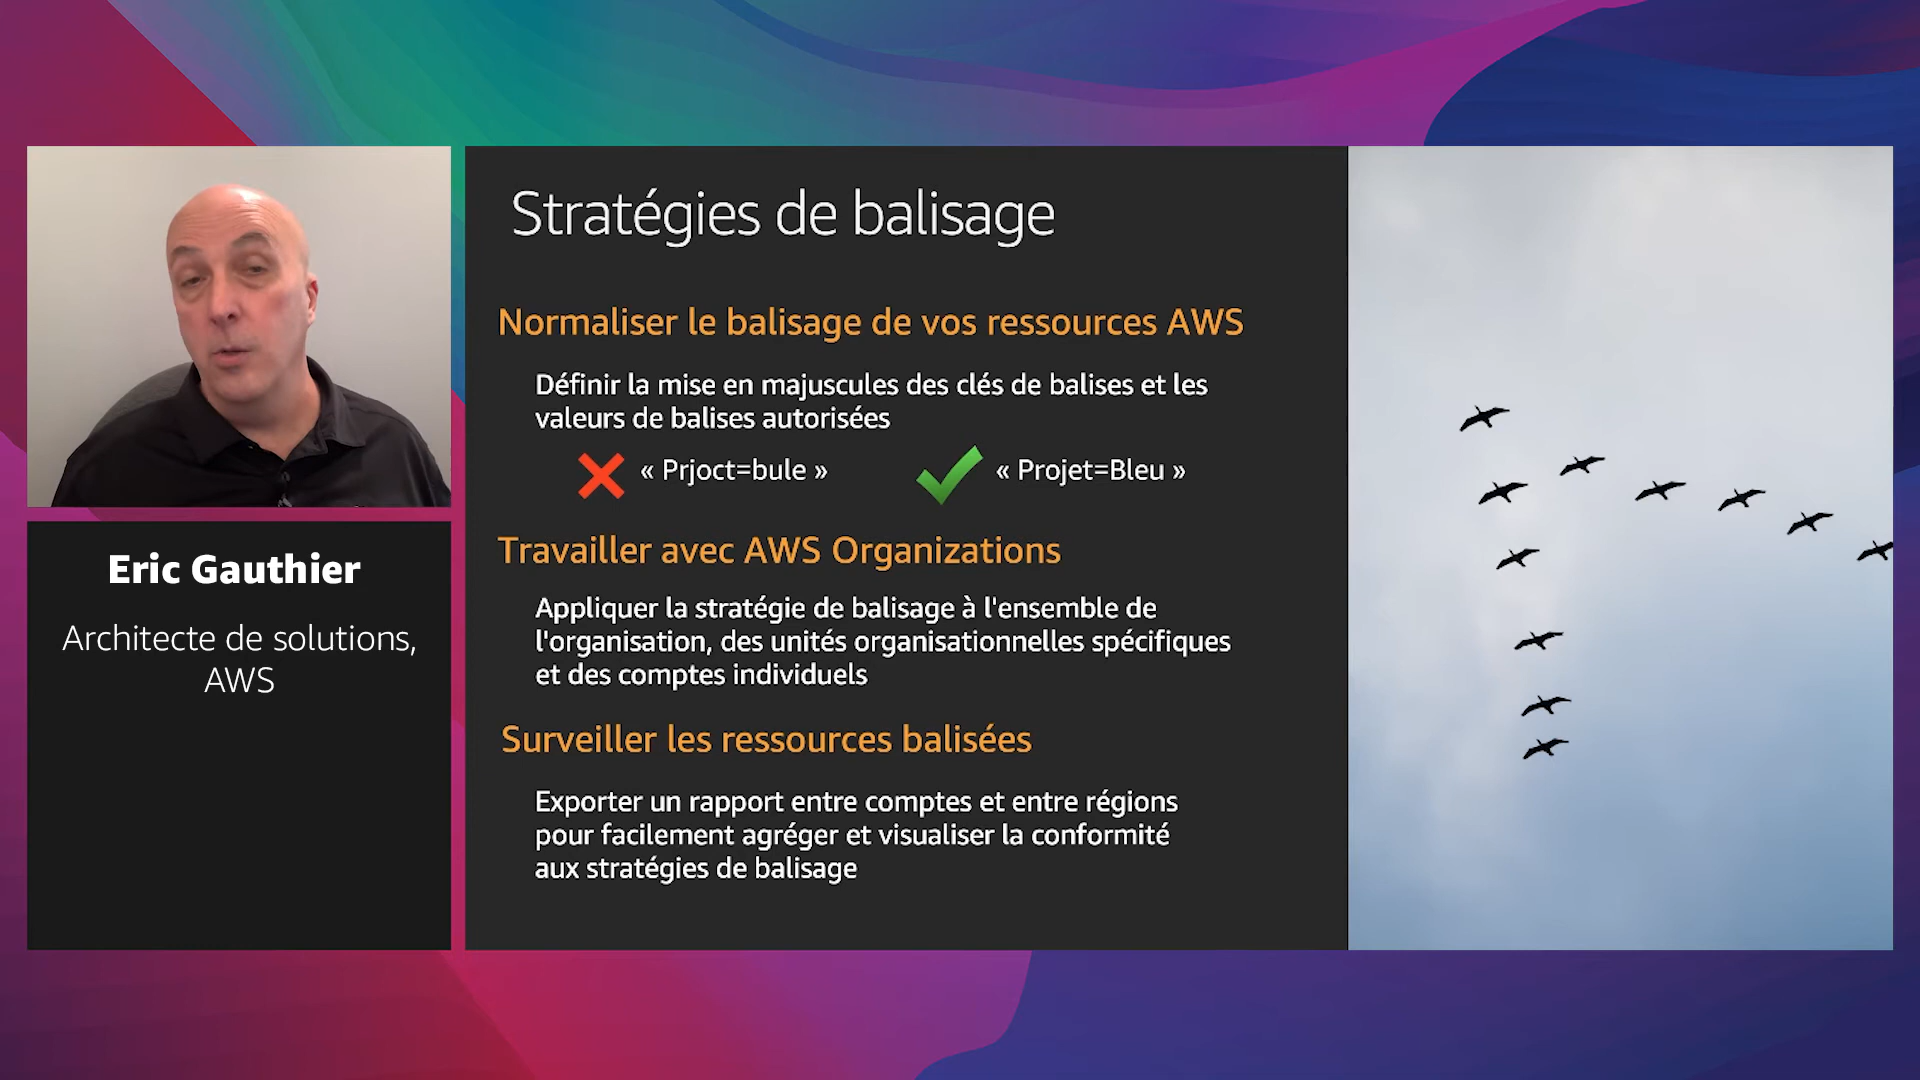 Eric Gauthier
Architecte de solutions,
AWS
Stratégies de balisage
Normaliser le balisage de vos ressources AWS
Définir la mise en majuscules des clés de balises et les
valeurs de balises autorisées
« Prjoct=bule »
« Projet=Bleu »
Travailler avec AWS Organizations
Appliquer la stratégie de balisage à l'ensemble de
l'organisation, des unités organisationnelles spécifiques
et des comptes individuels
Surveiller les ressources balisées
Exporter un rapport entre comptes et entre régions
pour facilement agréger et visualiser la conformité
aux stratégies de balisage